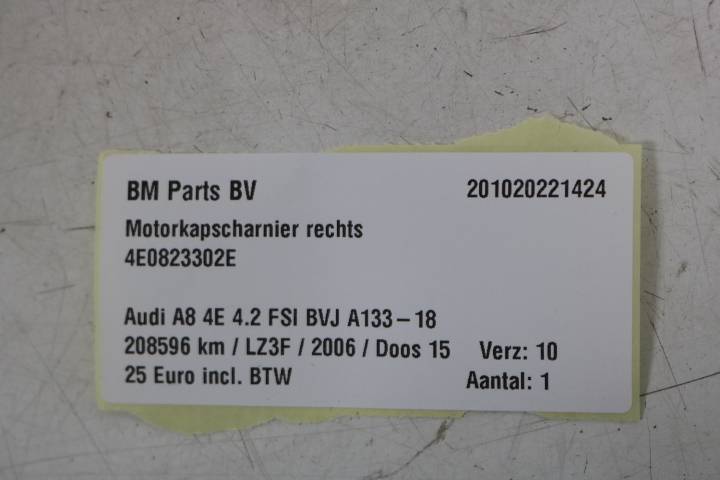 BM Parts BV 201020221424
Motorkapscharnier rechts
4E0823302E
Audi A8 4E 4.2 FSI BVJ A133-18
208596 km / LZ3F / 2006 / Doos 15 Verz: 10
25 Euro incl. BTW Aantal: 1